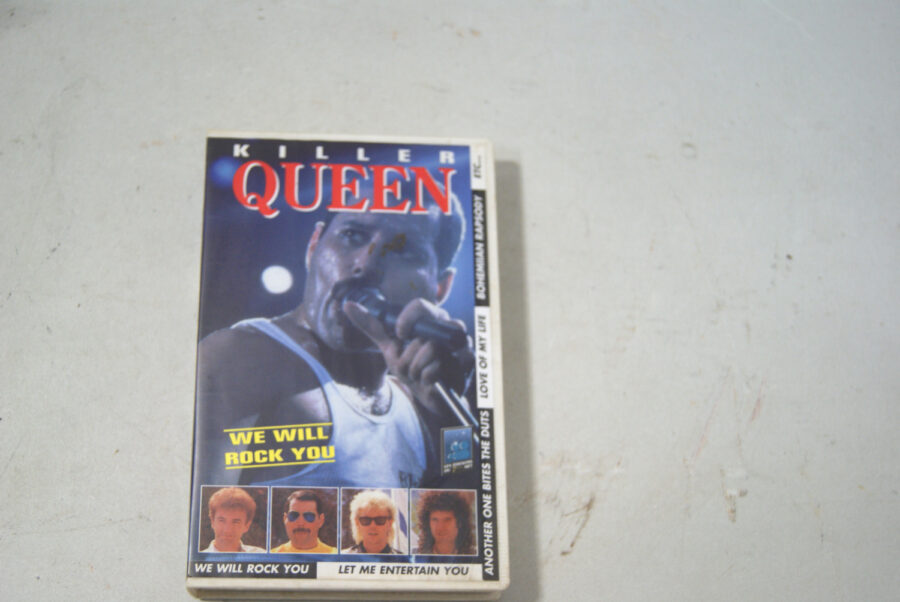 KILLER
QUEEN
WE WILL
ROCK YOU
WE WILL ROCK YOU
LET ME ENTERTAIN YOU
ANOTHER ONE BITES THE DUTS
LOVE OF MY LIFE
BOHEMIIAN RAPSODY
ETC...